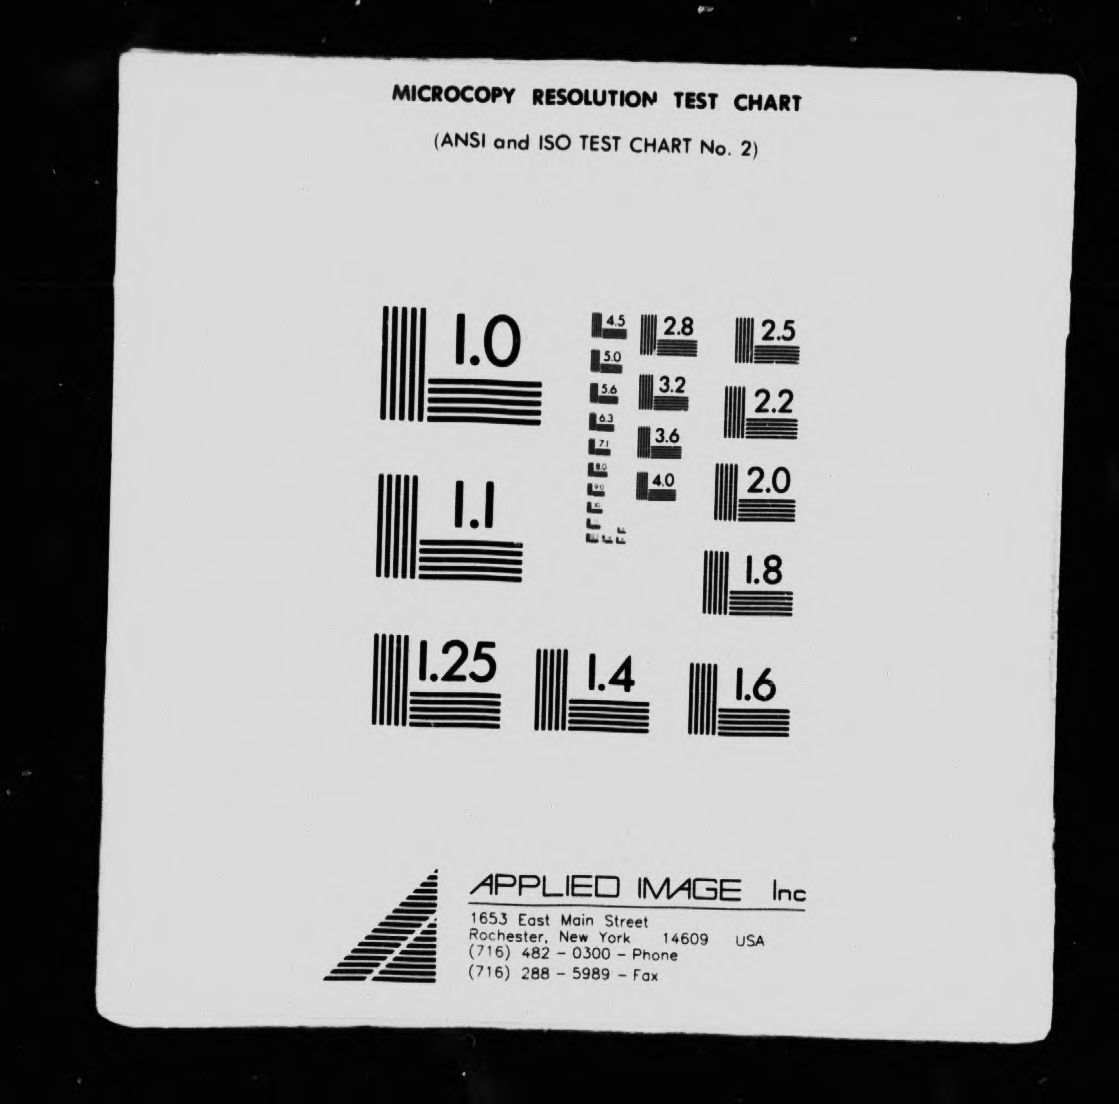 MICROCOPY RESOLUTION TEST CHART
(ANSI and ISO TEST CHART No. 2)
1.0
1.1
1.25
1.4
1.6
1.8
2.0
2.2
2.5
2.8
3.2
3.6
4.0
4.5
5.0
5.6
6.3
7.1
8.0
9.0
APPLIED IMAGE Inc
1653 East Main Street
Rochester, New York 14609 USA
(716) 482 - 0300 - Phone
(716) 288 - 5989 - Fax